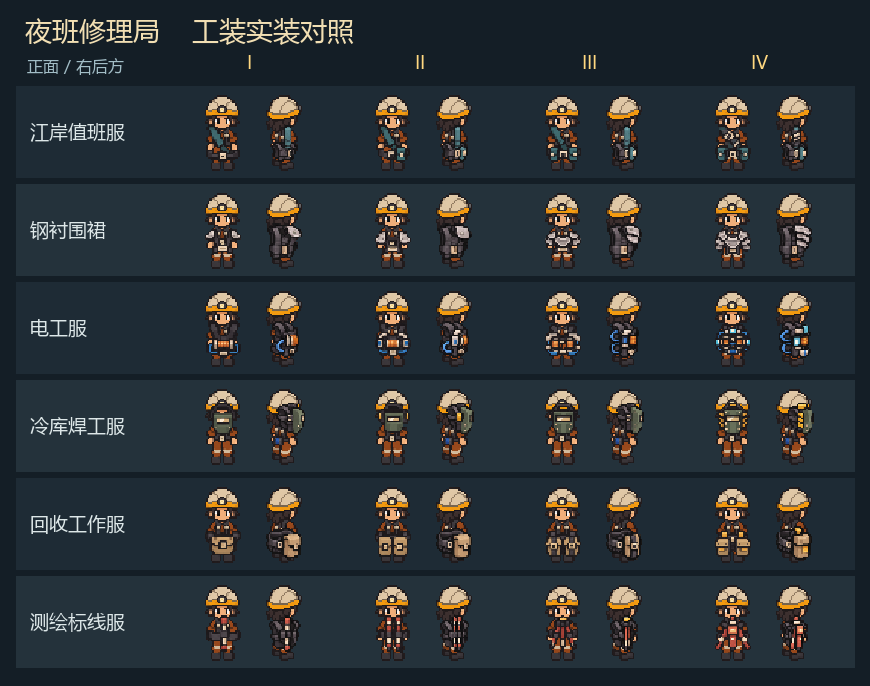 夜班修理局 工装实装对照
正面 / 右后方 I II III IV
江岸值班服
钢衬围裙
电工服
冷库焊工服
回收工作服
测绘标线服